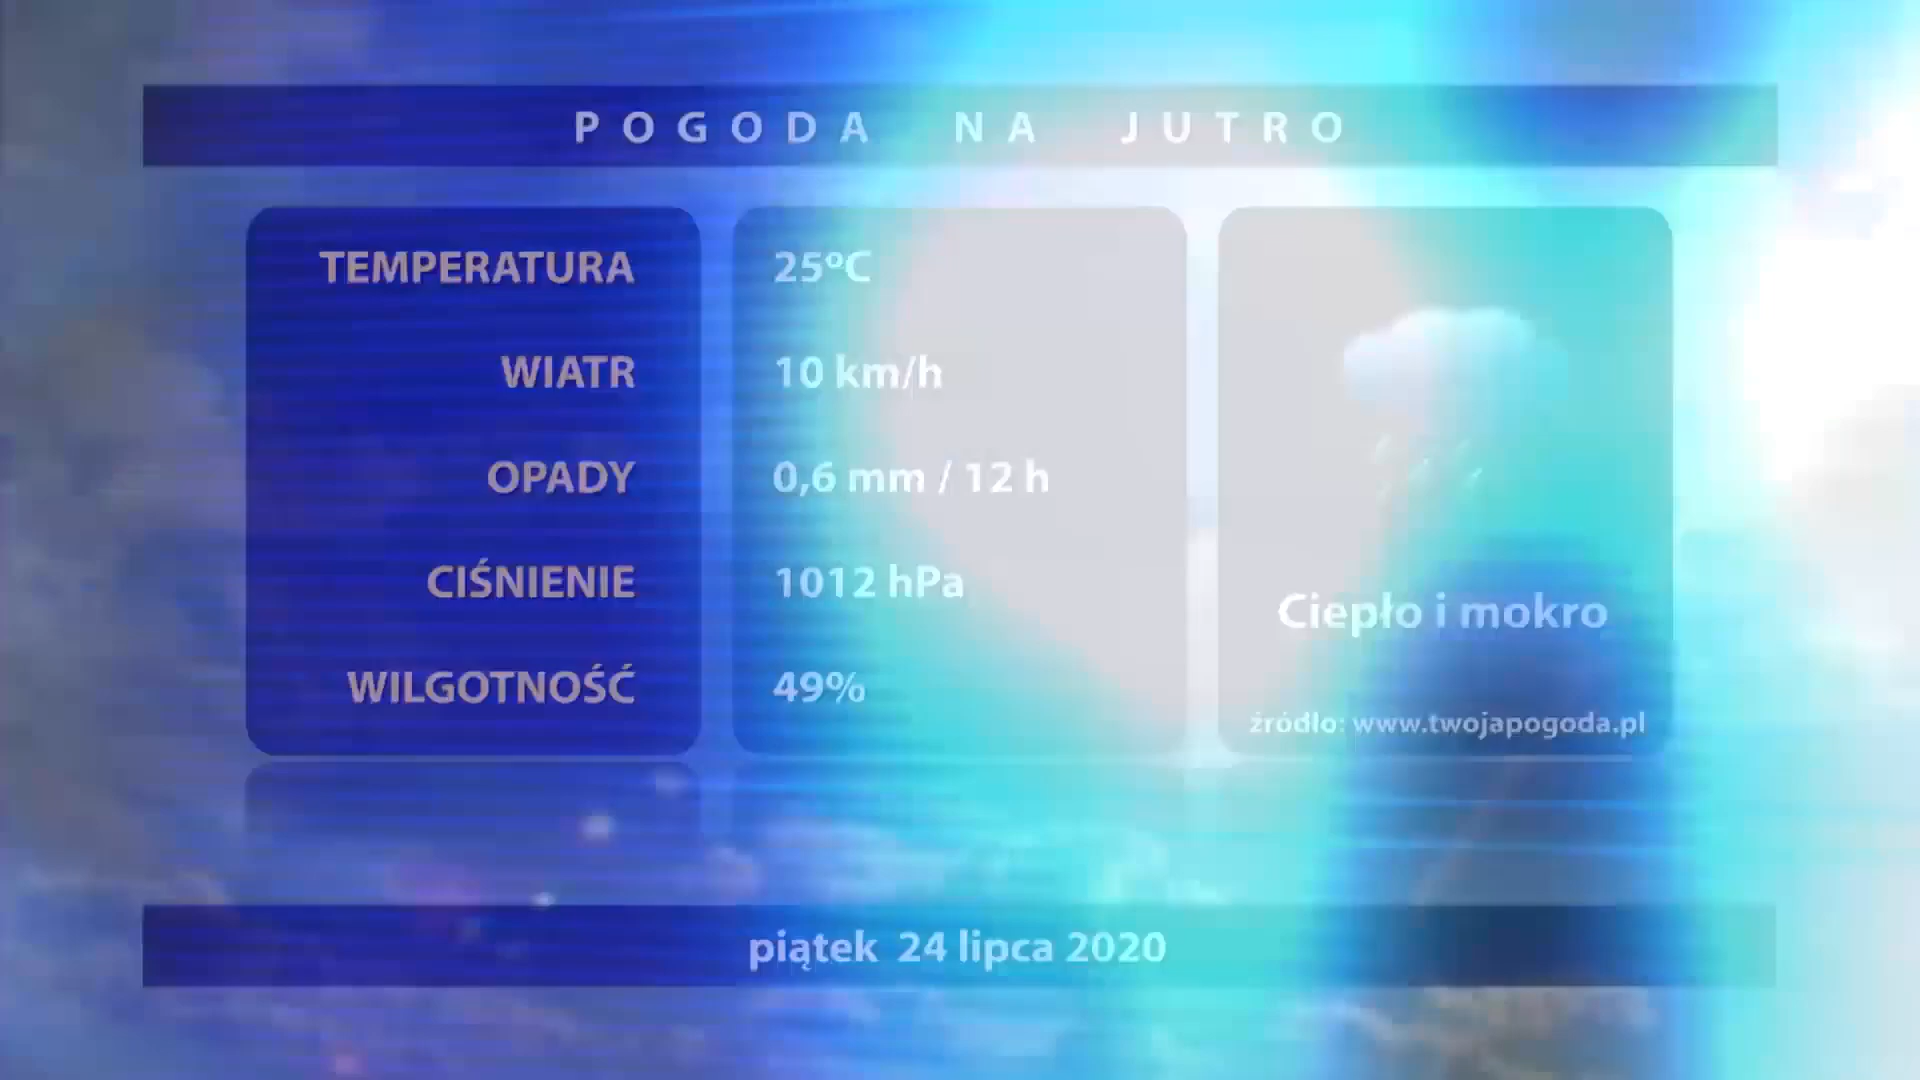 POGODA NA JUTRO
TEMPERATURA 25ºC
WIATR 10 km/h
OPADY 0,6 mm / 12 h
CIŚNIENIE 1012 hPa
WILGOTNOŚĆ 49%
Ciepło i mokro
źródło: www.twojapogoda.pl
piątek 24 lipca 2020